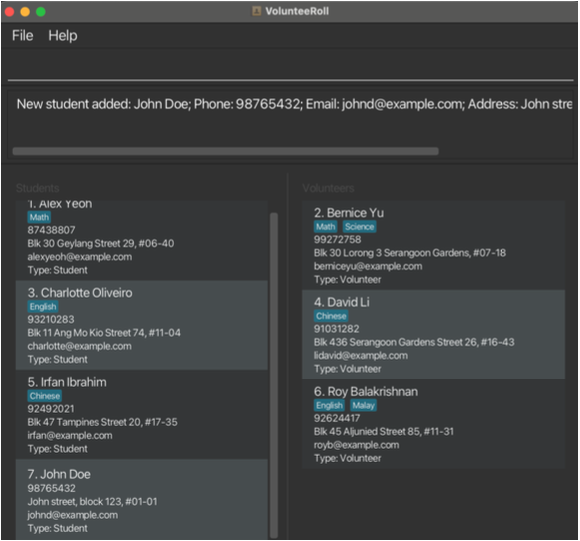 VolunteeRoll
File Help
New student added: John Doe; Phone: 98765432; Email: johnd@example.com; Address: John stre
Students
1. Alex Yeoh
Math
87438807
Blk 30 Geylang Street 29, #06-40
alexyeoh@example.com
Type: Student
3. Charlotte Oliveiro
English
93210283
Blk 11 Ang Mo Kio Street 74, #11-04
charlotte@example.com
Type: Student
5. Irfan Ibrahim
Chinese
92492021
Blk 47 Tampines Street 20, #17-35
irfan@example.com
Type: Student
7. John Doe
98765432
John street, block 123, #01-01
johnd@example.com
Type: Student
Volunteers
2. Bernice Yu
Math Science
99272758
Blk 30 Lorong 3 Serangoon Gardens, #07-18
berniceyu@example.com
Type: Volunteer
4. David Li
Chinese
91031282
Blk 436 Serangoon Gardens Street 26, #16-43
lidavid@example.com
Type: Volunteer
6. Roy Balakrishnan
English Malay
92624417
Blk 45 Aljunied Street 85, #11-31
royb@example.com
Type: Volunteer